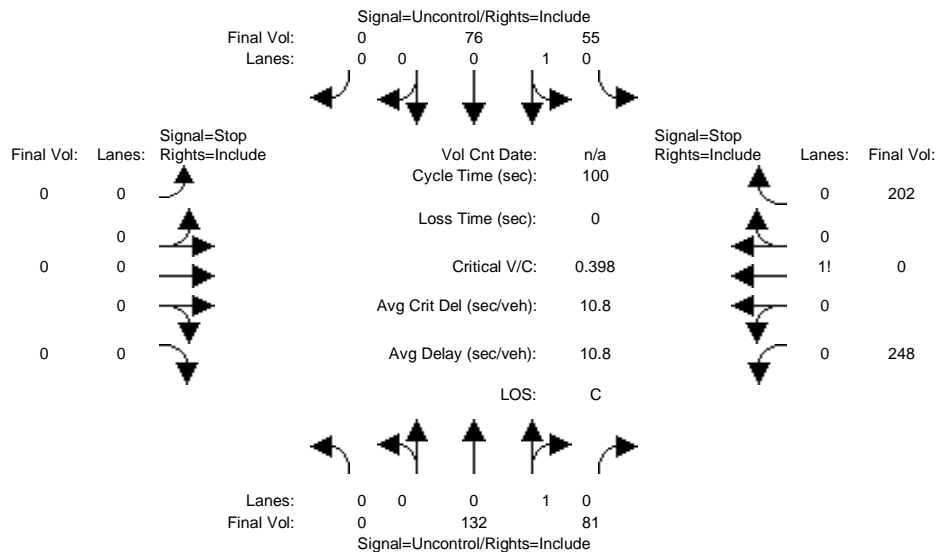 Signal=Uncontrol/Rights=Include
Final Vol: 0 76 55
Lanes: 0 0 0 1 0
Signal=Stop Signal=Stop
Final Vol: Lanes: Rights=Include Vol Cnt Date: n/a Rights=Include Lanes: Final Vol:
Cycle Time (sec): 100
0 0 0 202
Loss Time (sec): 0
0 0
0 0 Critical V/C: 0.398 1! 0
0 Avg Crit Del (sec/veh): 10.8 0
0 0 Avg Delay (sec/veh): 10.8 0 248
LOS: C
Lanes: 0 0 0 1 0
Final Vol: 0 132 81
Signal=Uncontrol/Rights=Include